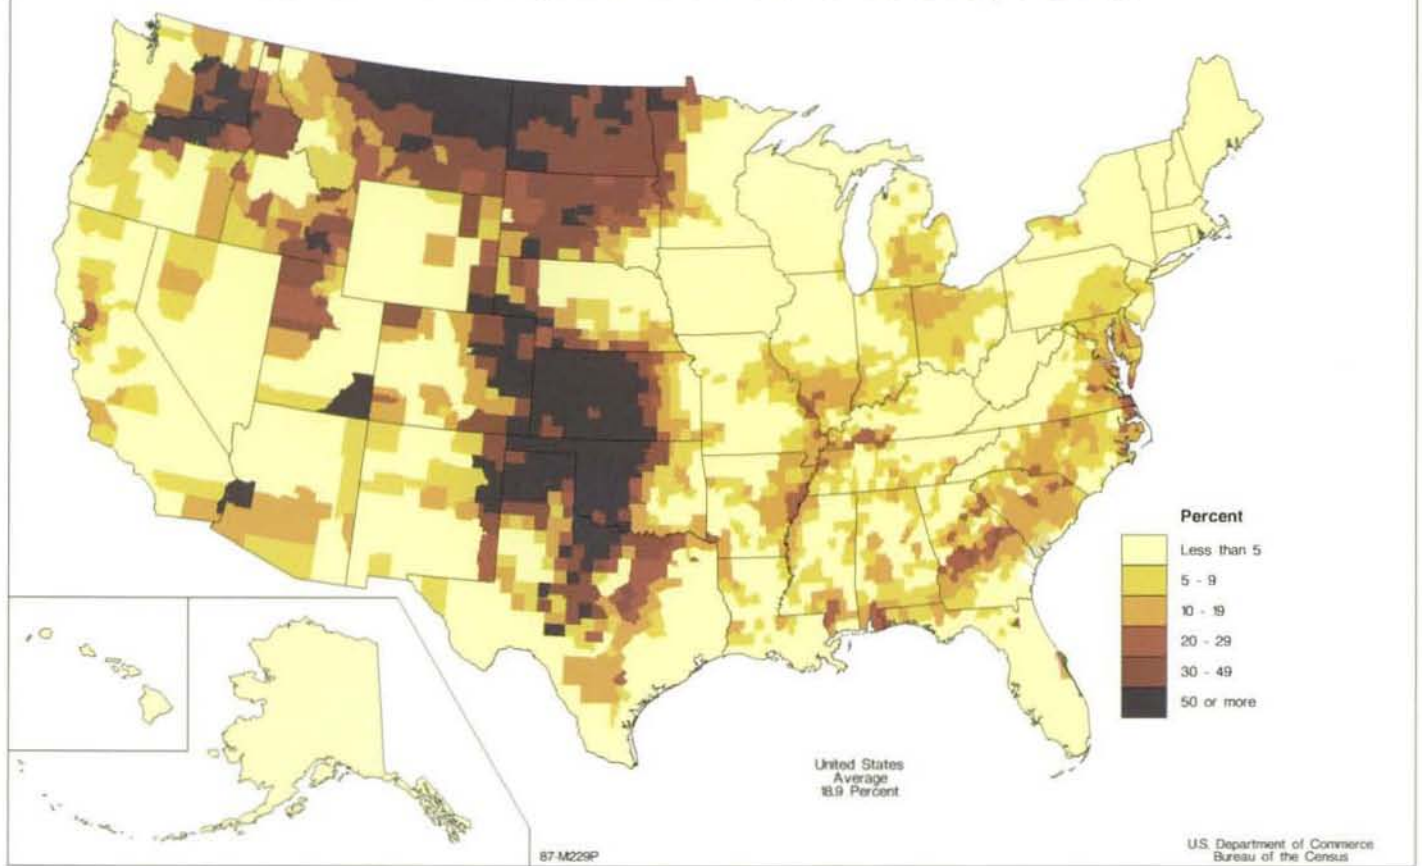 Percent
Less than 5
5 - 9
10 - 19
20 - 29
30 - 49
50 or more
United States
Average
18.9 Percent
87-M229P
U.S. Department of Commerce
Bureau of the Census